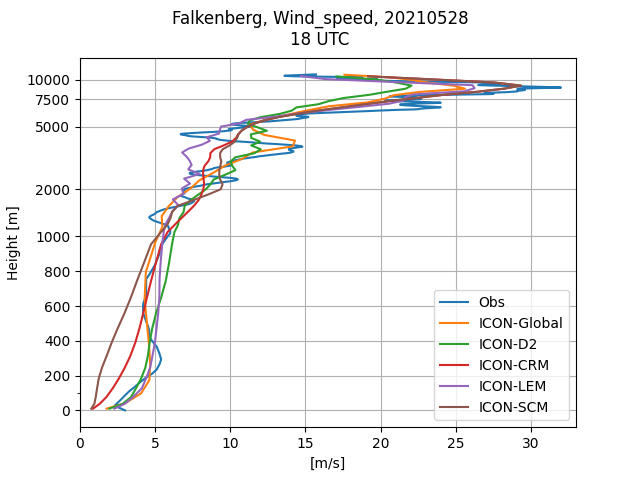 Falkenberg, Wind_speed, 20210528
18 UTC
10000
7500
5000
2000
1000
800
600
400
200
0
Height [m]
0 5 10 15 20 25 30
[m/s]
Obs
ICON-Global
ICON-D2
ICON-CRM
ICON-LEM
ICON-SCM